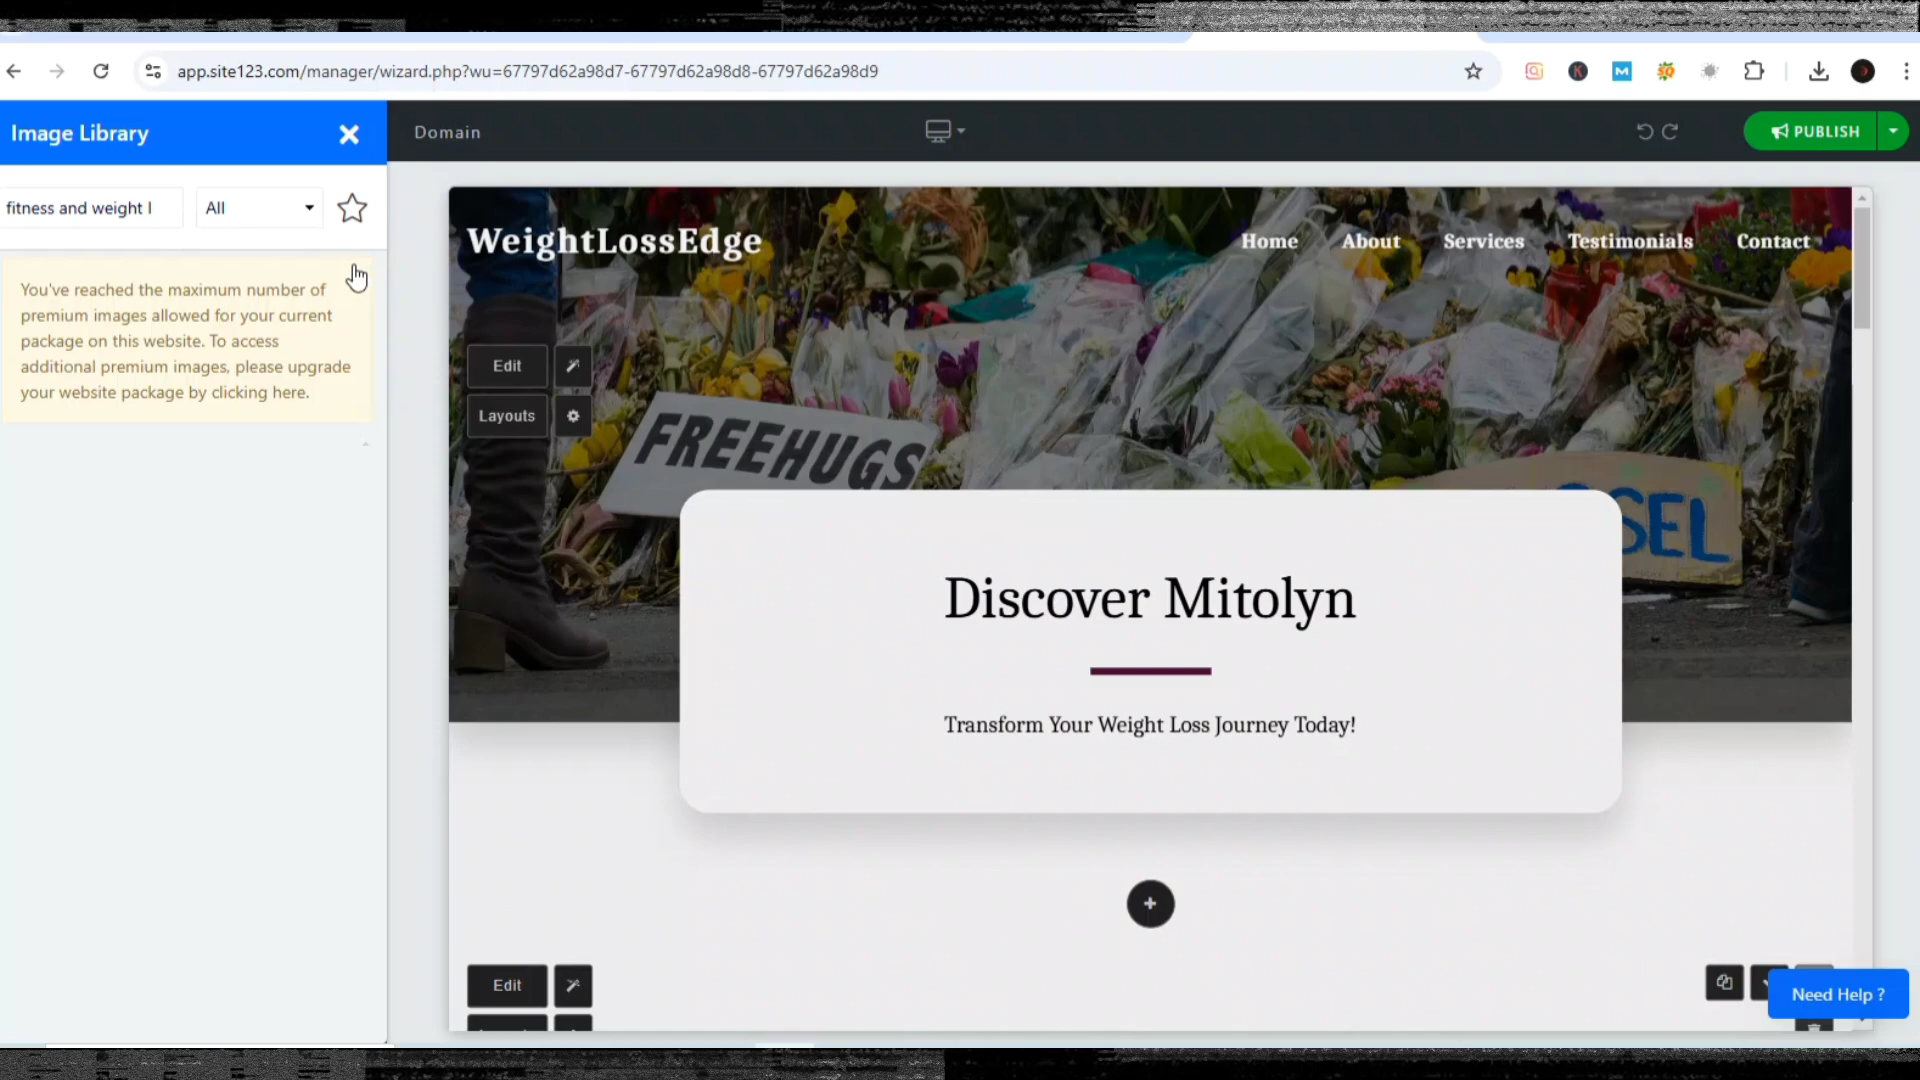 app.site123.com/manager/wizard.php?wu=67797d62a98d7-67797d62a98d8-67797d62a98d9
Image Library
Domain
PUBLISH
fitness and weight l
All
You've reached the maximum number of
premium images allowed for your current
package on this website. To access
additional premium images, please upgrade
your website package by clicking here.
WeightLossEdge
Home
About
Services
Testimonials
Contact
Edit
Layouts
FREEHUGS
SSEL
Discover Mitolyn
Transform Your Weight Loss Journey Today!
+
Edit
Need Help ?